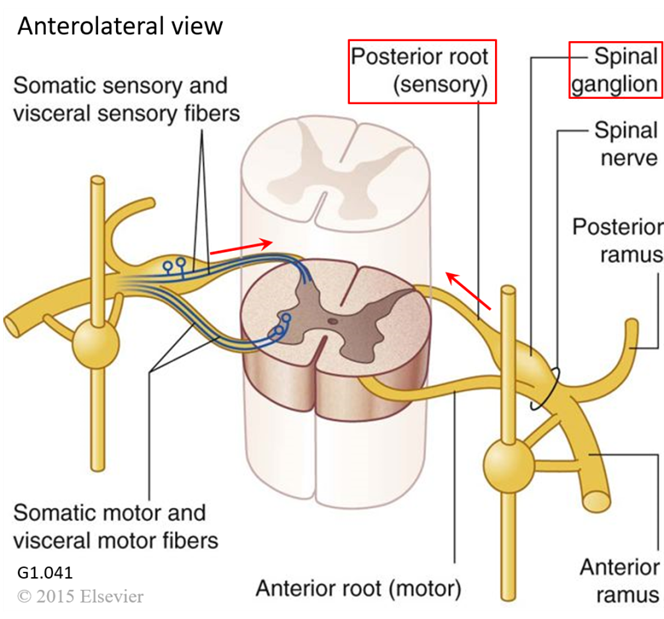 Anterolateral view
Somatic sensory and
visceral sensory fibers
Posterior root
(sensory)
Spinal
ganglion
Spinal
nerve
Posterior
ramus
Somatic motor and
visceral motor fibers
G1.041
© 2015 Elsevier
Anterior root (motor)
Anterior
ramus